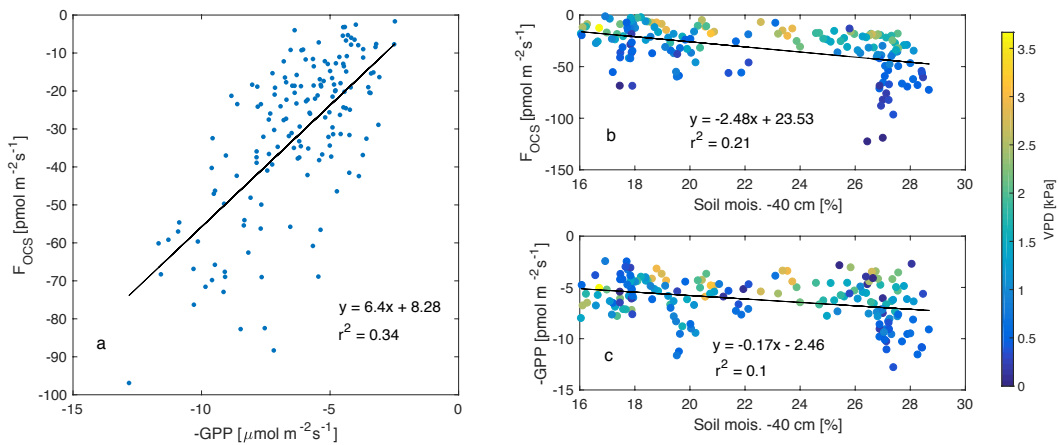 0
-10
-20
-30
-40
-50
-60
-70
-80
-90
-100
F_OCS [pmol m^-2 s^-1]
-15
-10
-5
0
-GPP [μmol m^-2 s^-1]
a
y = 6.4x + 8.28
r^2 = 0.34
0
-50
-100
-150
F_OCS [pmol m^-2 s^-1]
16
18
20
22
24
26
28
30
Soil mois. -40 cm [%]
b
y = -2.48x + 23.53
r^2 = 0.21
0
-5
-10
-15
-GPP [pmol m^-2 s^-1]
16
18
20
22
24
26
28
30
Soil mois. -40 cm [%]
c
y = -0.17x - 2.46
r^2 = 0.1
3.5
3
2.5
2
1.5
1
0.5
0
VPD [kPa]